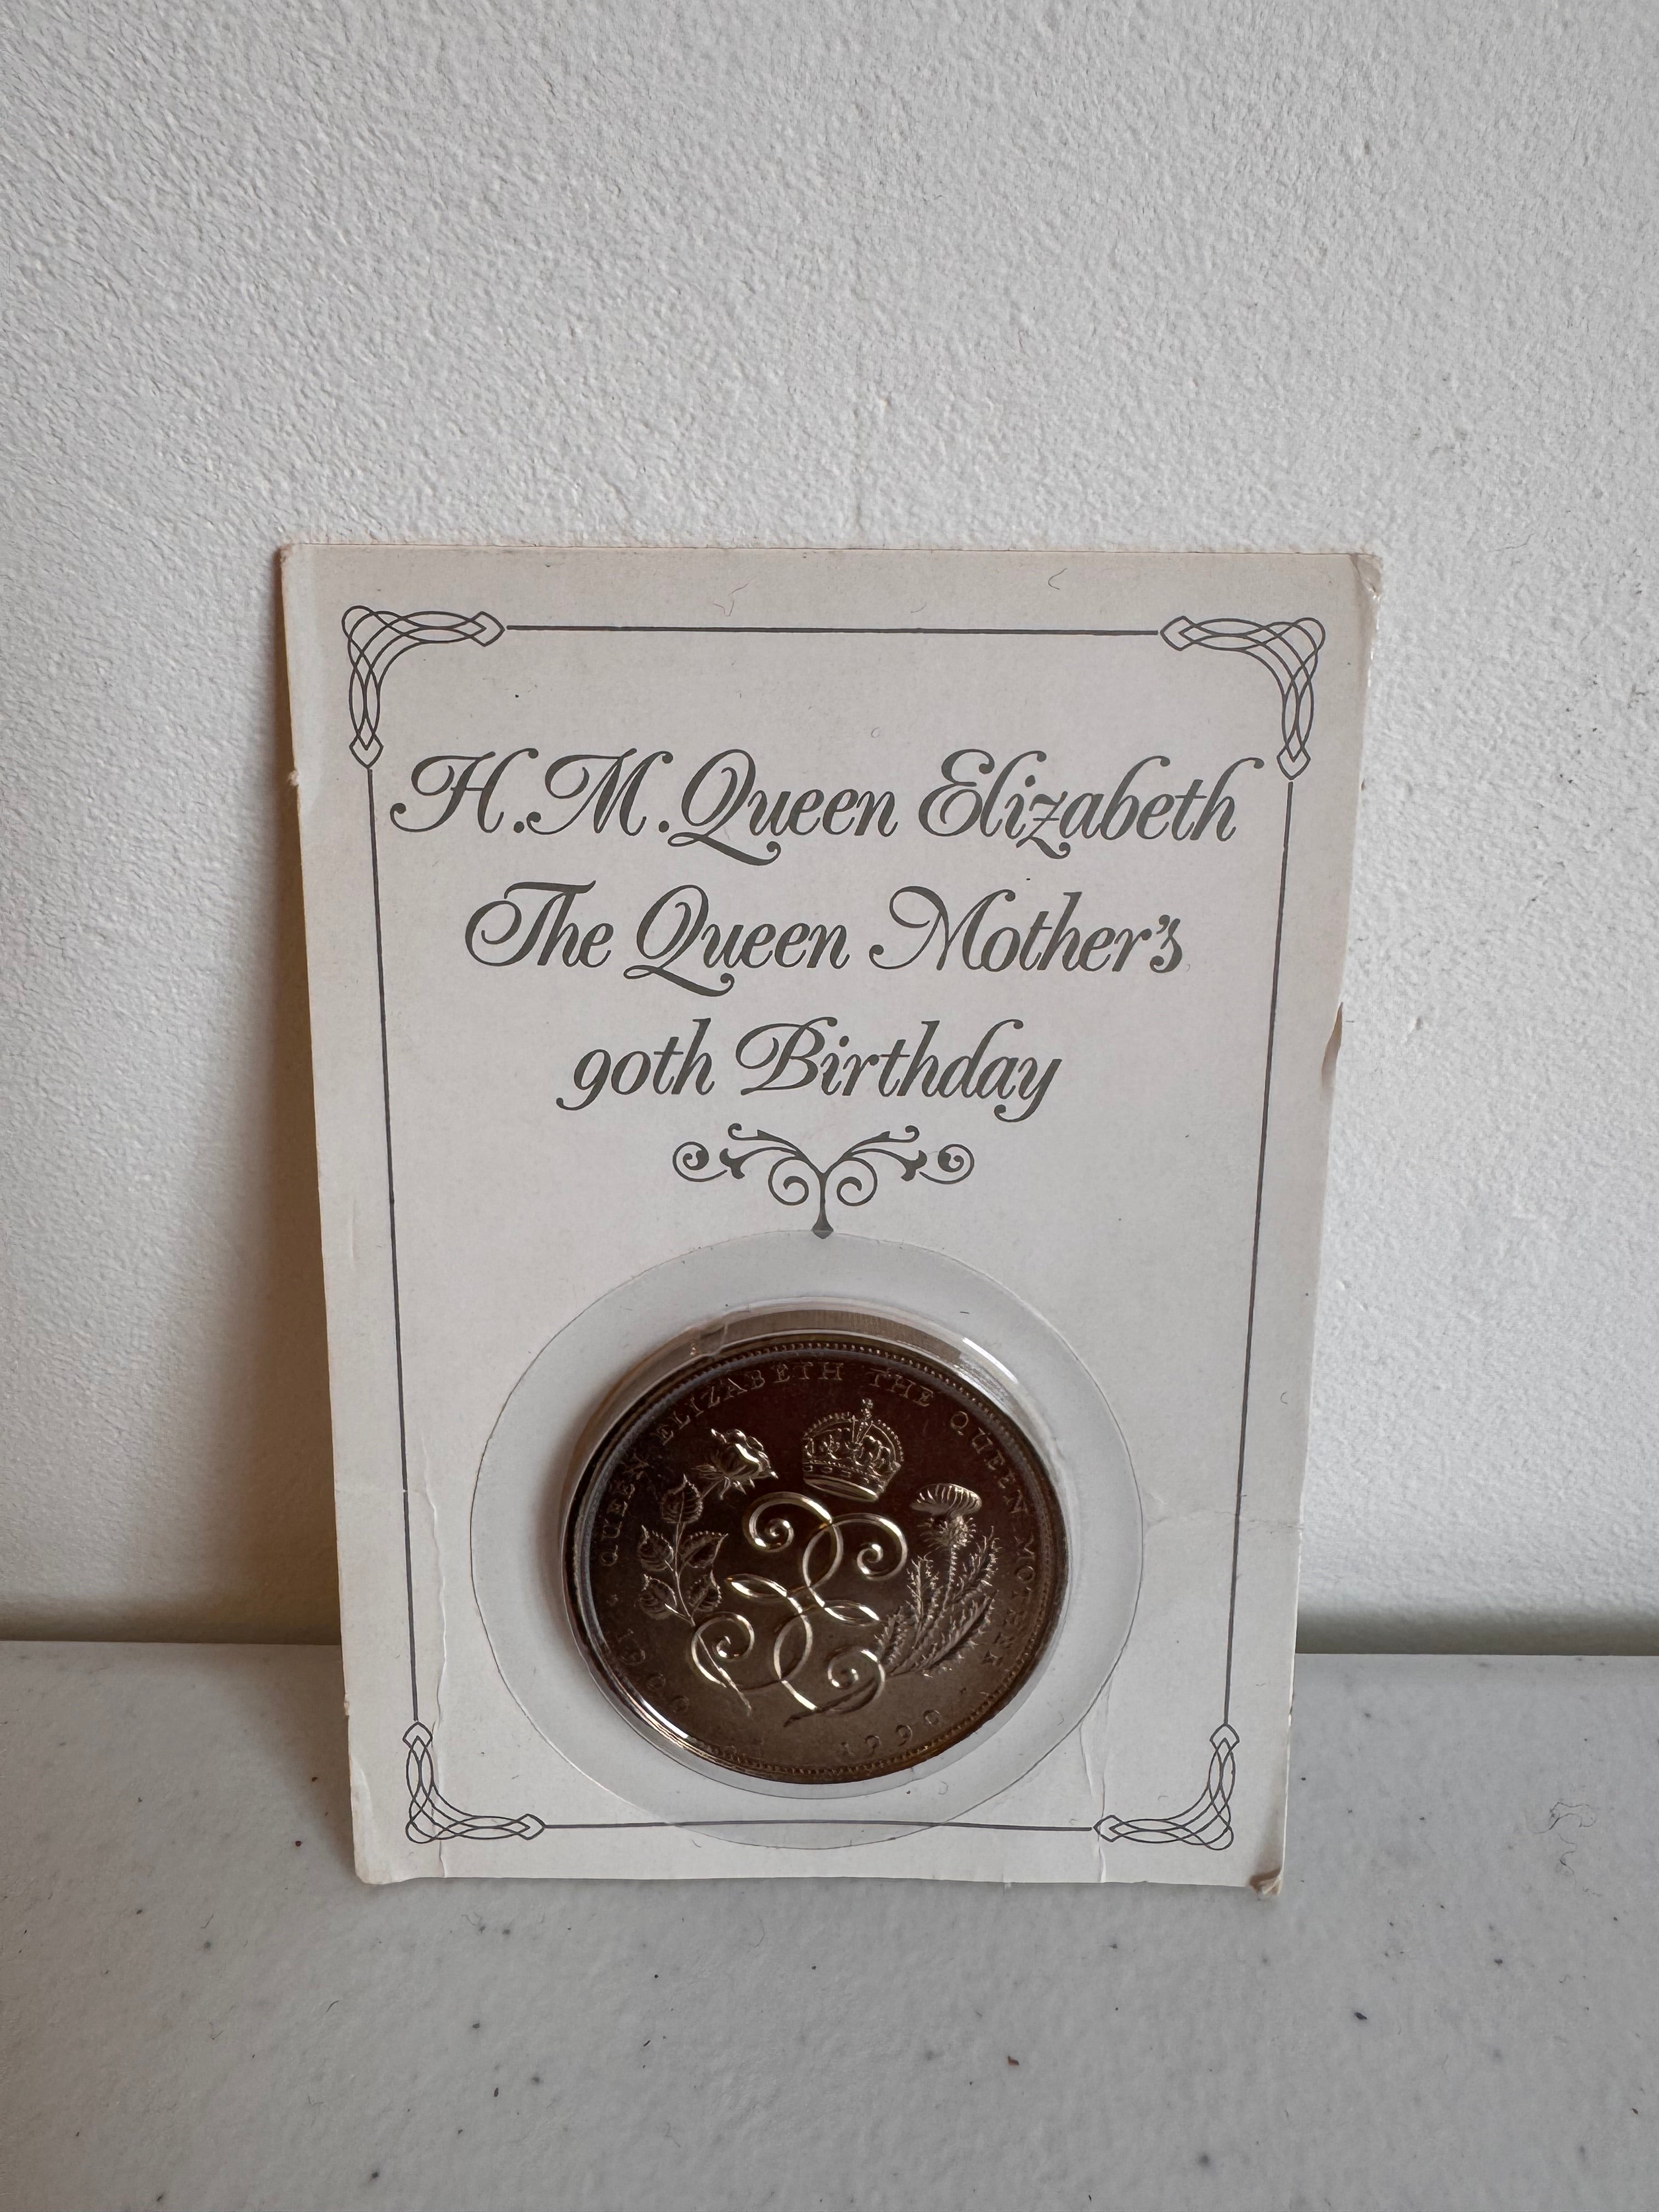 H.M. Queen Elizabeth
The Queen Mother's
90th Birthday
QUEEN ELIZABETH THE QUEEN MOTHER
1900 1990